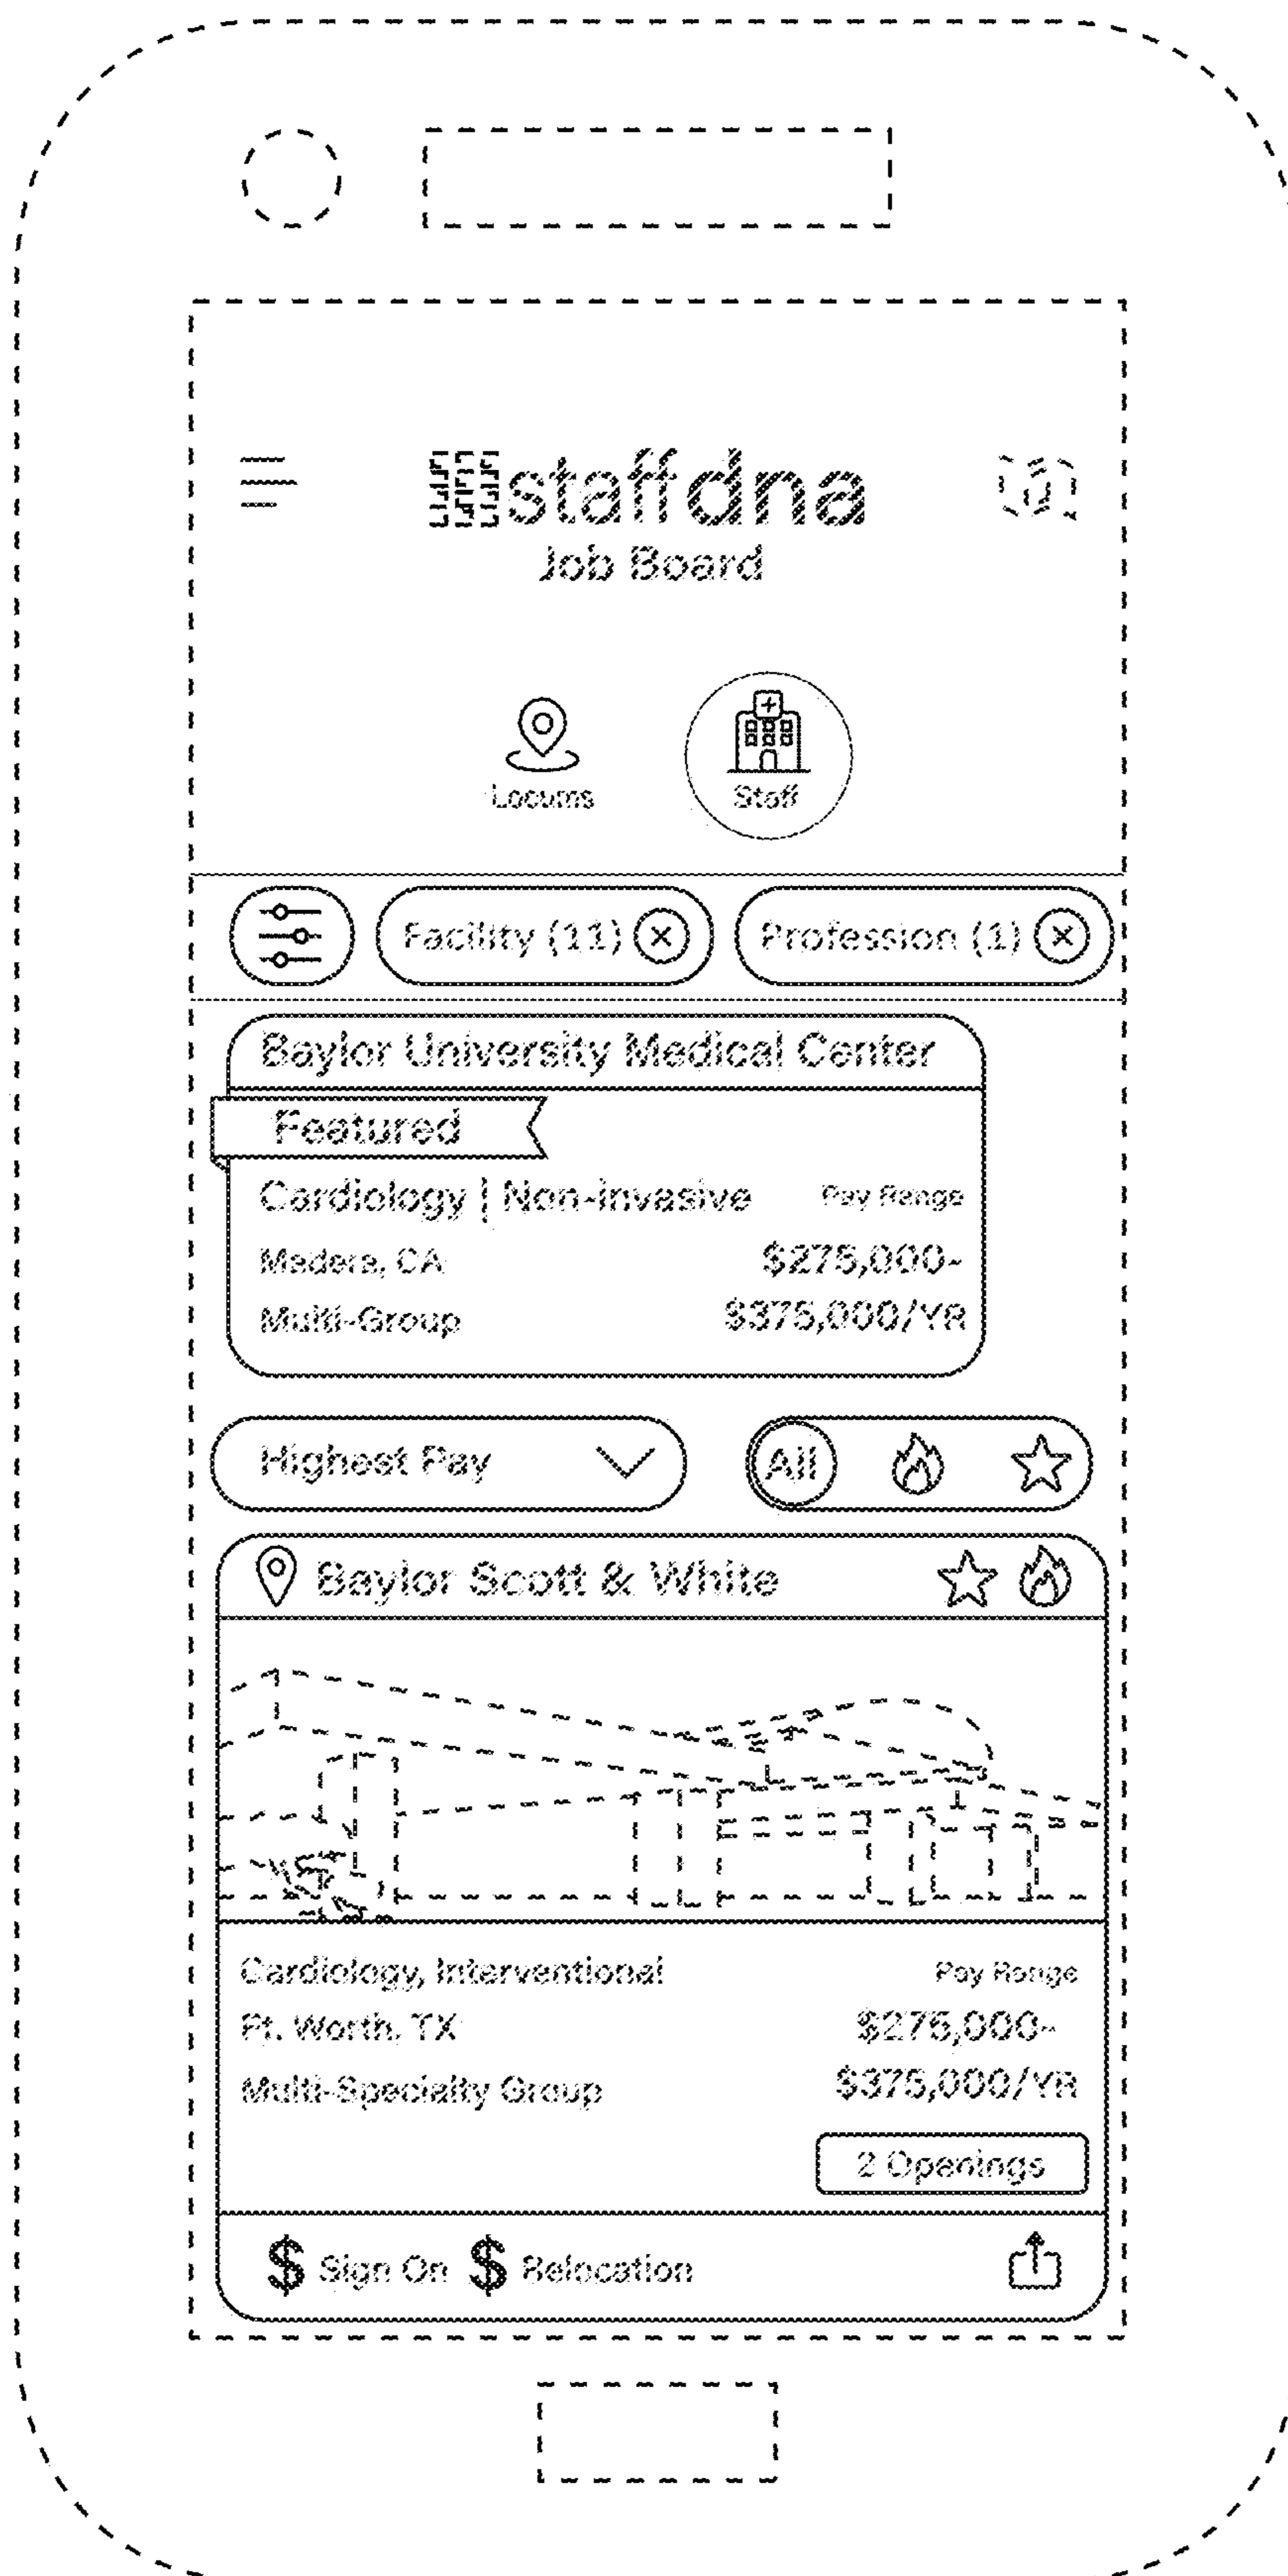 staffdna
Job Board
Locums Staff
Facility (11) Profession (1)
Baylor University Medical Center
Featured
Cardiology | Non-invasive Pay Range
Madera, CA $275,000-
Multi-Group $375,000/YR
Highest Pay All
Baylor Scott & White
Cardiology, Interventional Pay Range
Ft. Worth, TX $275,000-
Multi-Specialty Group $375,000/YR
2 Openings
$ Sign On $ Relocation